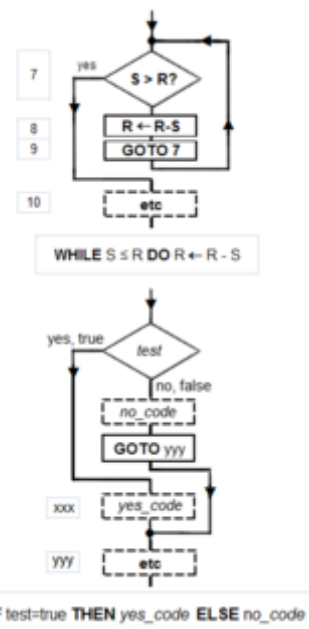 7
yes
S > R?
8
R ← R-S
9
GOTO 7
10
etc
WHILE S ≤ R DO R ← R - S
yes, true
test
no, false
no_code
GOTO yyy
xxx
yes_code
yyy
etc
test=true THEN yes_code ELSE no_code